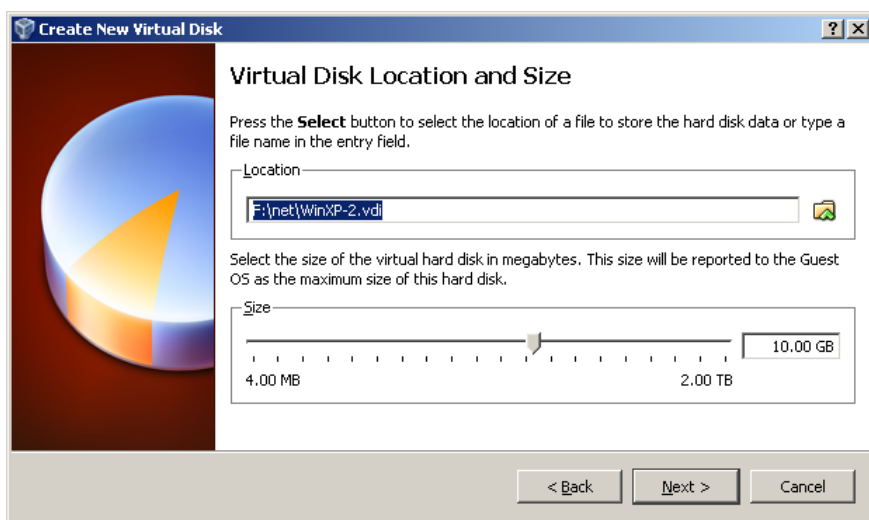 Create New Virtual Disk
Virtual Disk Location and Size
Press the Select button to select the location of a file to store the hard disk data or type a
file name in the entry field.
Location
F:\net\WinXP-2.vdi
Select the size of the virtual hard disk in megabytes. This size will be reported to the Guest
OS as the maximum size of this hard disk.
Size
10.00 GB
4.00 MB 2.00 TB
< Back Next > Cancel